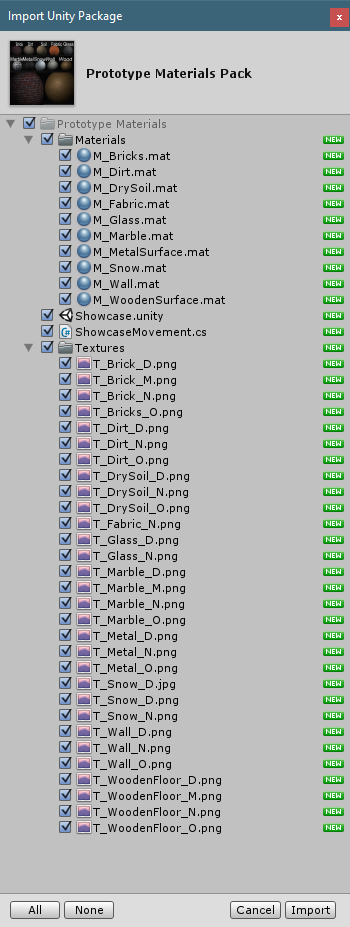 Import Unity Package
x
Prototype Materials Pack
Prototype Materials
Materials NEW
M_Bricks.mat NEW
M_Dirt.mat NEW
M_DrySoil.mat NEW
M_Fabric.mat NEW
M_Glass.mat NEW
M_Marble.mat NEW
M_MetalSurface.mat NEW
M_Snow.mat NEW
M_Wall.mat NEW
M_WoodenSurface.mat NEW
Showcase.unity NEW
ShowcaseMovement.cs NEW
Textures NEW
T_Brick_D.png NEW
T_Brick_M.png NEW
T_Brick_N.png NEW
T_Bricks_O.png NEW
T_Dirt_D.png NEW
T_Dirt_N.png NEW
T_Dirt_O.png NEW
T_DrySoil_D.png NEW
T_DrySoil_N.png NEW
T_DrySoil_O.png NEW
T_Fabric_N.png NEW
T_Glass_D.png NEW
T_Glass_N.png NEW
T_Marble_D.png NEW
T_Marble_M.png NEW
T_Marble_N.png NEW
T_Marble_O.png NEW
T_Metal_D.png NEW
T_Metal_N.png NEW
T_Metal_O.png NEW
T_Snow_D.jpg NEW
T_Snow_D.png NEW
T_Snow_N.png NEW
T_Wall_D.png NEW
T_Wall_N.png NEW
T_Wall_O.png NEW
T_WoodenFloor_D.png NEW
T_WoodenFloor_M.png NEW
T_WoodenFloor_N.png NEW
T_WoodenFloor_O.png NEW
All None Cancel Import